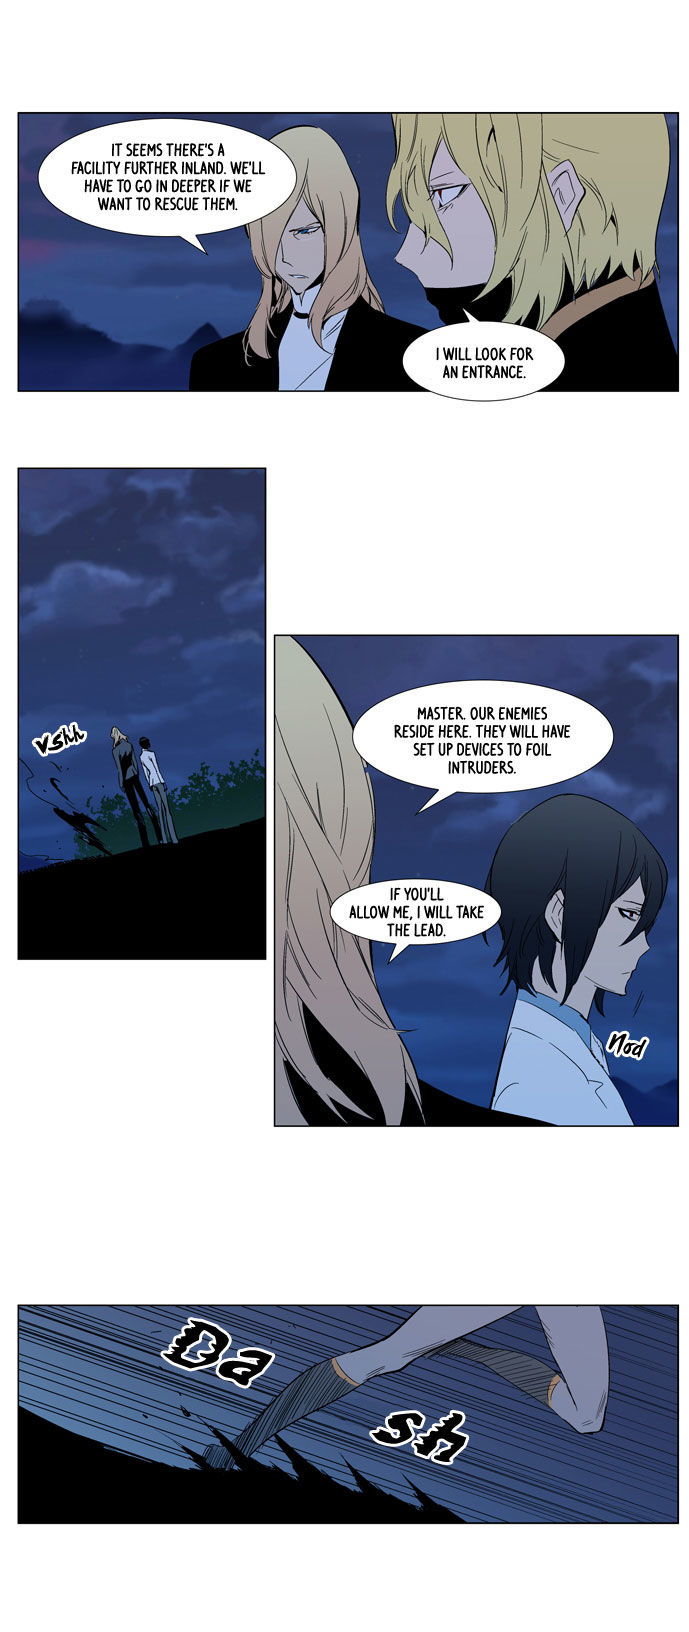 IT SEEMS THERE'S A
FACILITY FURTHER INLAND. WE'LL
HAVE TO GO IN DEEPER IF WE
WANT TO RESCUE THEM.
I WILL LOOK FOR
AN ENTRANCE.
vshh
MASTER. OUR ENEMIES
RESIDE HERE. THEY WILL HAVE
SET UP DEVICES TO FOIL
INTRUDERS.
IF YOU'LL
ALLOW ME, I WILL TAKE
THE LEAD.
Nod
Da
sh